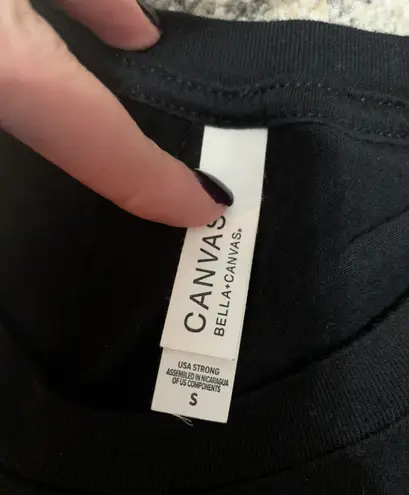 CANVAS
BELLA+CANVAS®
USA STRONG
ASSEMBLED IN NICARAGUA
OF US COMPONENTS
S